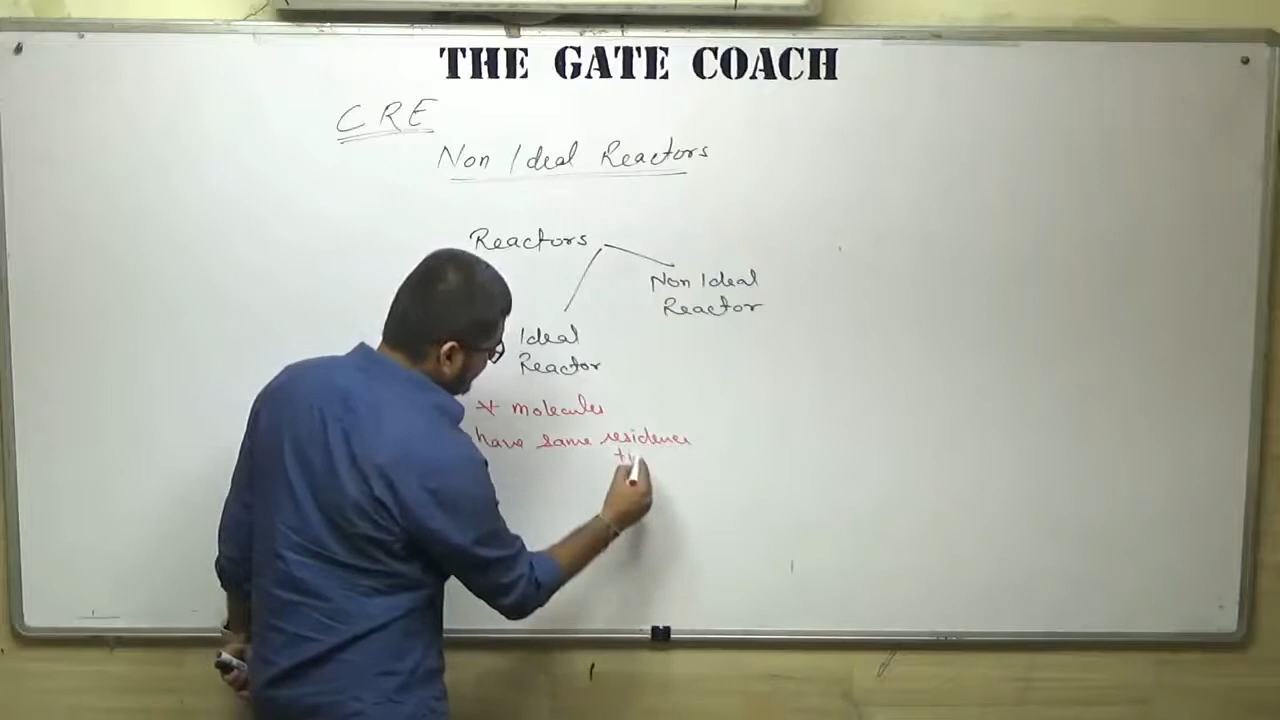 THE GATE COACH
CRE
Non Ideal Reactors
Reactors
Non Ideal
Reactor
Ideal
Reactor
* molecules
have same residence
ti